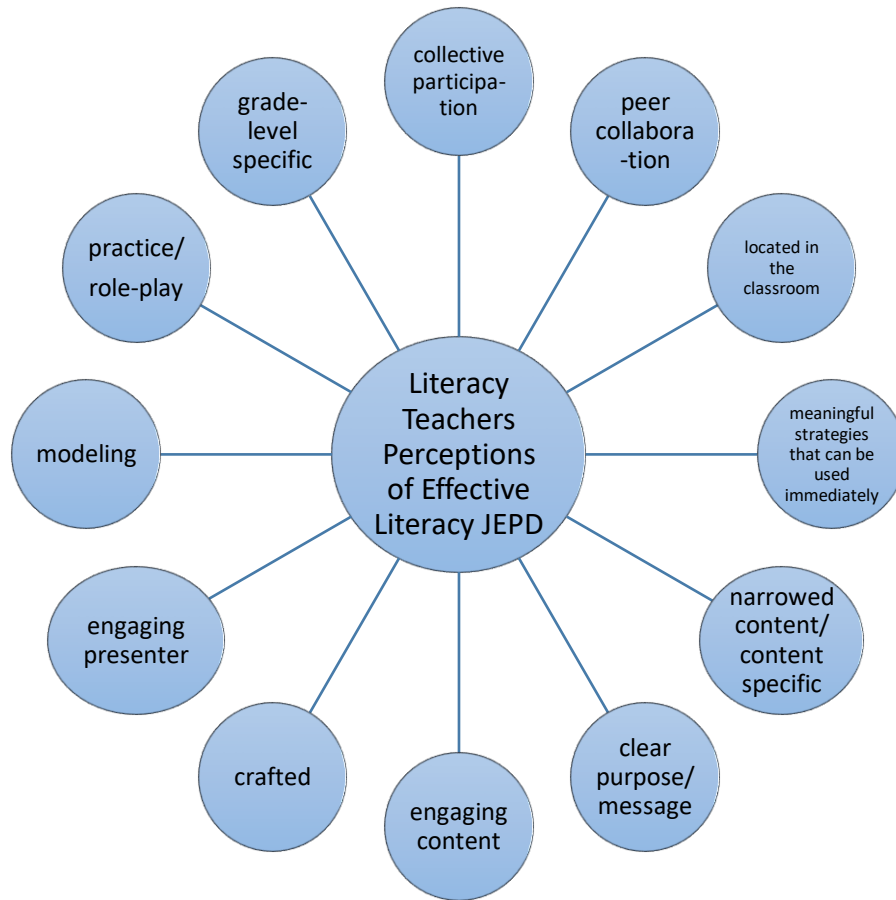 collective
participa-
tion
peer
collabora
-tion
located in
the
classroom
meaningful
strategies
that can be
used
immediately
narrowed
content/
content
specific
clear
purpose/
message
engaging
content
crafted
engaging
presenter
modeling
practice/
role-play
grade-
level
specific
Literacy
Teachers
Perceptions
of Effective
Literacy JEPD